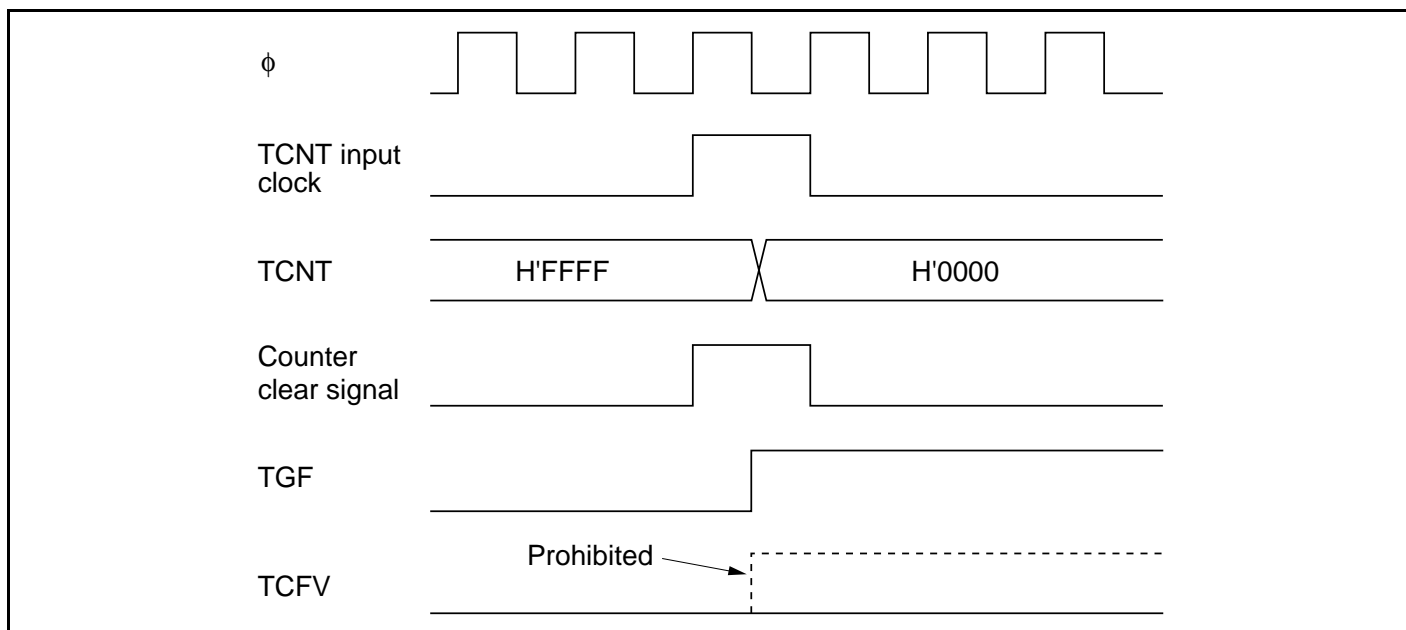 ϕ
TCNT input
clock
TCNT
H'FFFF
H'0000
Counter
clear signal
TGF
Prohibited
TCFV